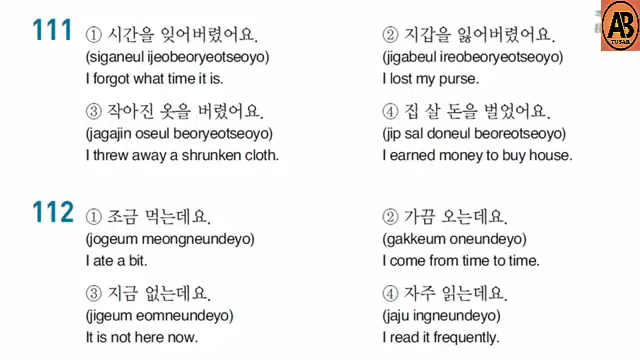 111 ① 시간을 잊어버렸어요. ② 지갑을 잃어버렸어요.
(siganeul ijeobeoryeotseoyo) (jigabeul ireobeoryeotseoyo)
I forgot what time it is. I lost my purse.
③ 작아진 옷을 버렸어요. ④ 집 살 돈을 벌었어요.
(jagajin oseul beoryeotseoyo) (jip sal doneul beoreotseoyo)
I threw away a shrunken cloth. I earned money to buy house.
112 ① 조금 먹는데요. ② 가끔 오는데요.
(jogeum meongneundeyo) (gakkeum oneundeyo)
I ate a bit. I come from time to time.
③ 지금 없는데요. ④ 자주 읽는데요.
(jigeum eomneundeyo) (jaju ingneundeyo)
It is not here now. I read it frequently.
AB
TUSAR